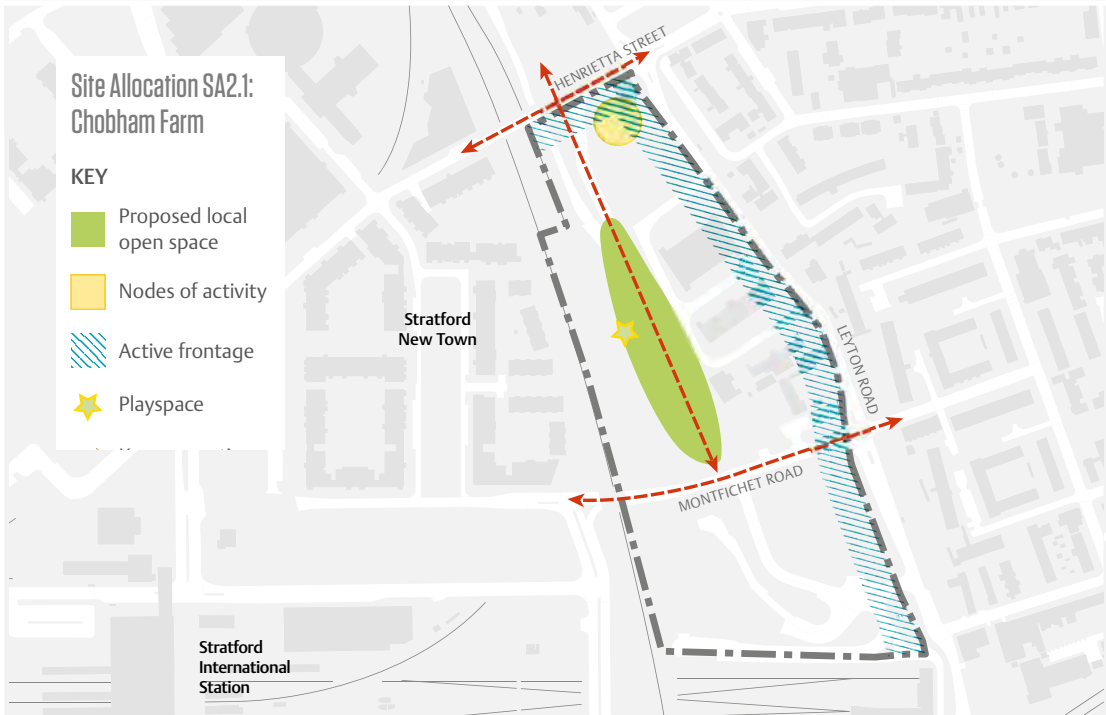 Site Allocation SA2.1:
Chobham Farm
KEY
Proposed local
open space
Nodes of activity
Active frontage
Playspace
HENRIETTA STREET
Stratford
New Town
LEYTON ROAD
MONTFICHET ROAD
Stratford
International
Station